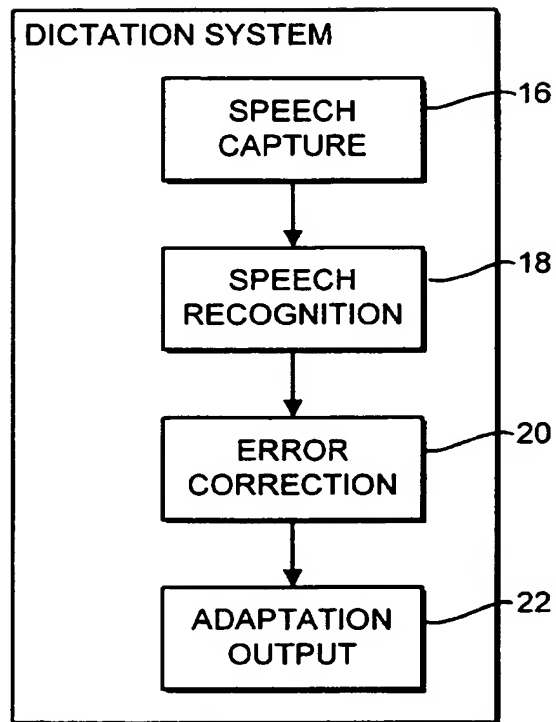 DICTATION SYSTEM
SPEECH
CAPTURE
16
SPEECH
RECOGNITION
18
ERROR
CORRECTION
20
ADAPTATION
OUTPUT
22